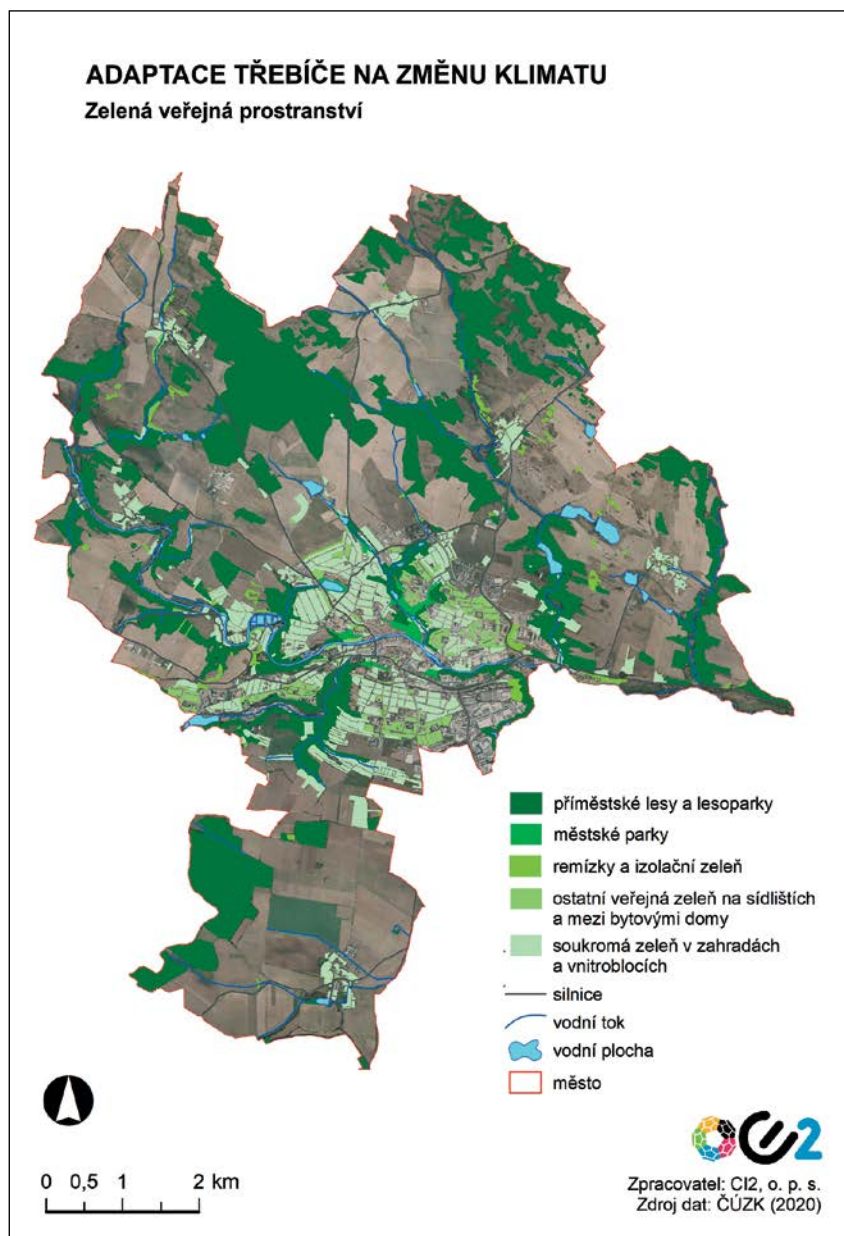 ADAPTACE TŘEBÍČE NA ZMĚNU KLIMATU
Zelená veřejná prostranství
příměstské lesy a lesoparky
městské parky
remízky a izolační zeleň
ostatní veřejná zeleň na sídlištích
a mezi bytovými domy
soukromá zeleň v zahradách
a vnitroblocích
silnice
vodní tok
vodní plocha
město
0 0,5 1 2 km
CI2
Zpracovatel: CI2, o. p. s.
Zdroj dat: ČÚZK (2020)